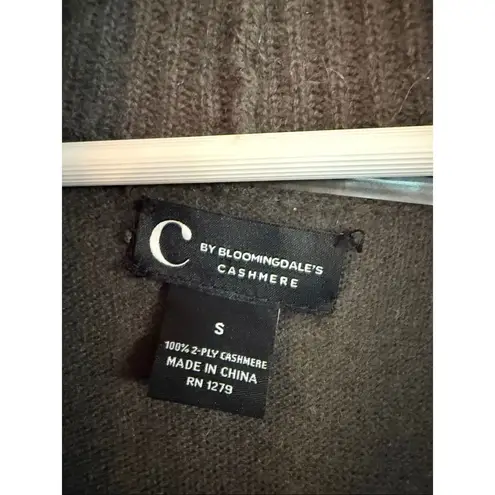 C BY BLOOMINGDALE'S
CASHMERE
S
100% 2-PLY CASHMERE
MADE IN CHINA
RN 1279